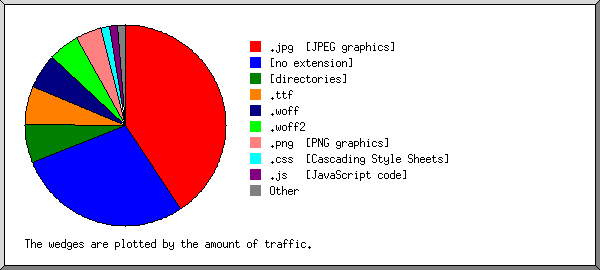 .jpg [JPEG graphics]
[no extension]
[directories]
.ttf
.woff
.woff2
.png [PNG graphics]
.css [Cascading Style Sheets]
.js [JavaScript code]
Other
The wedges are plotted by the amount of traffic.